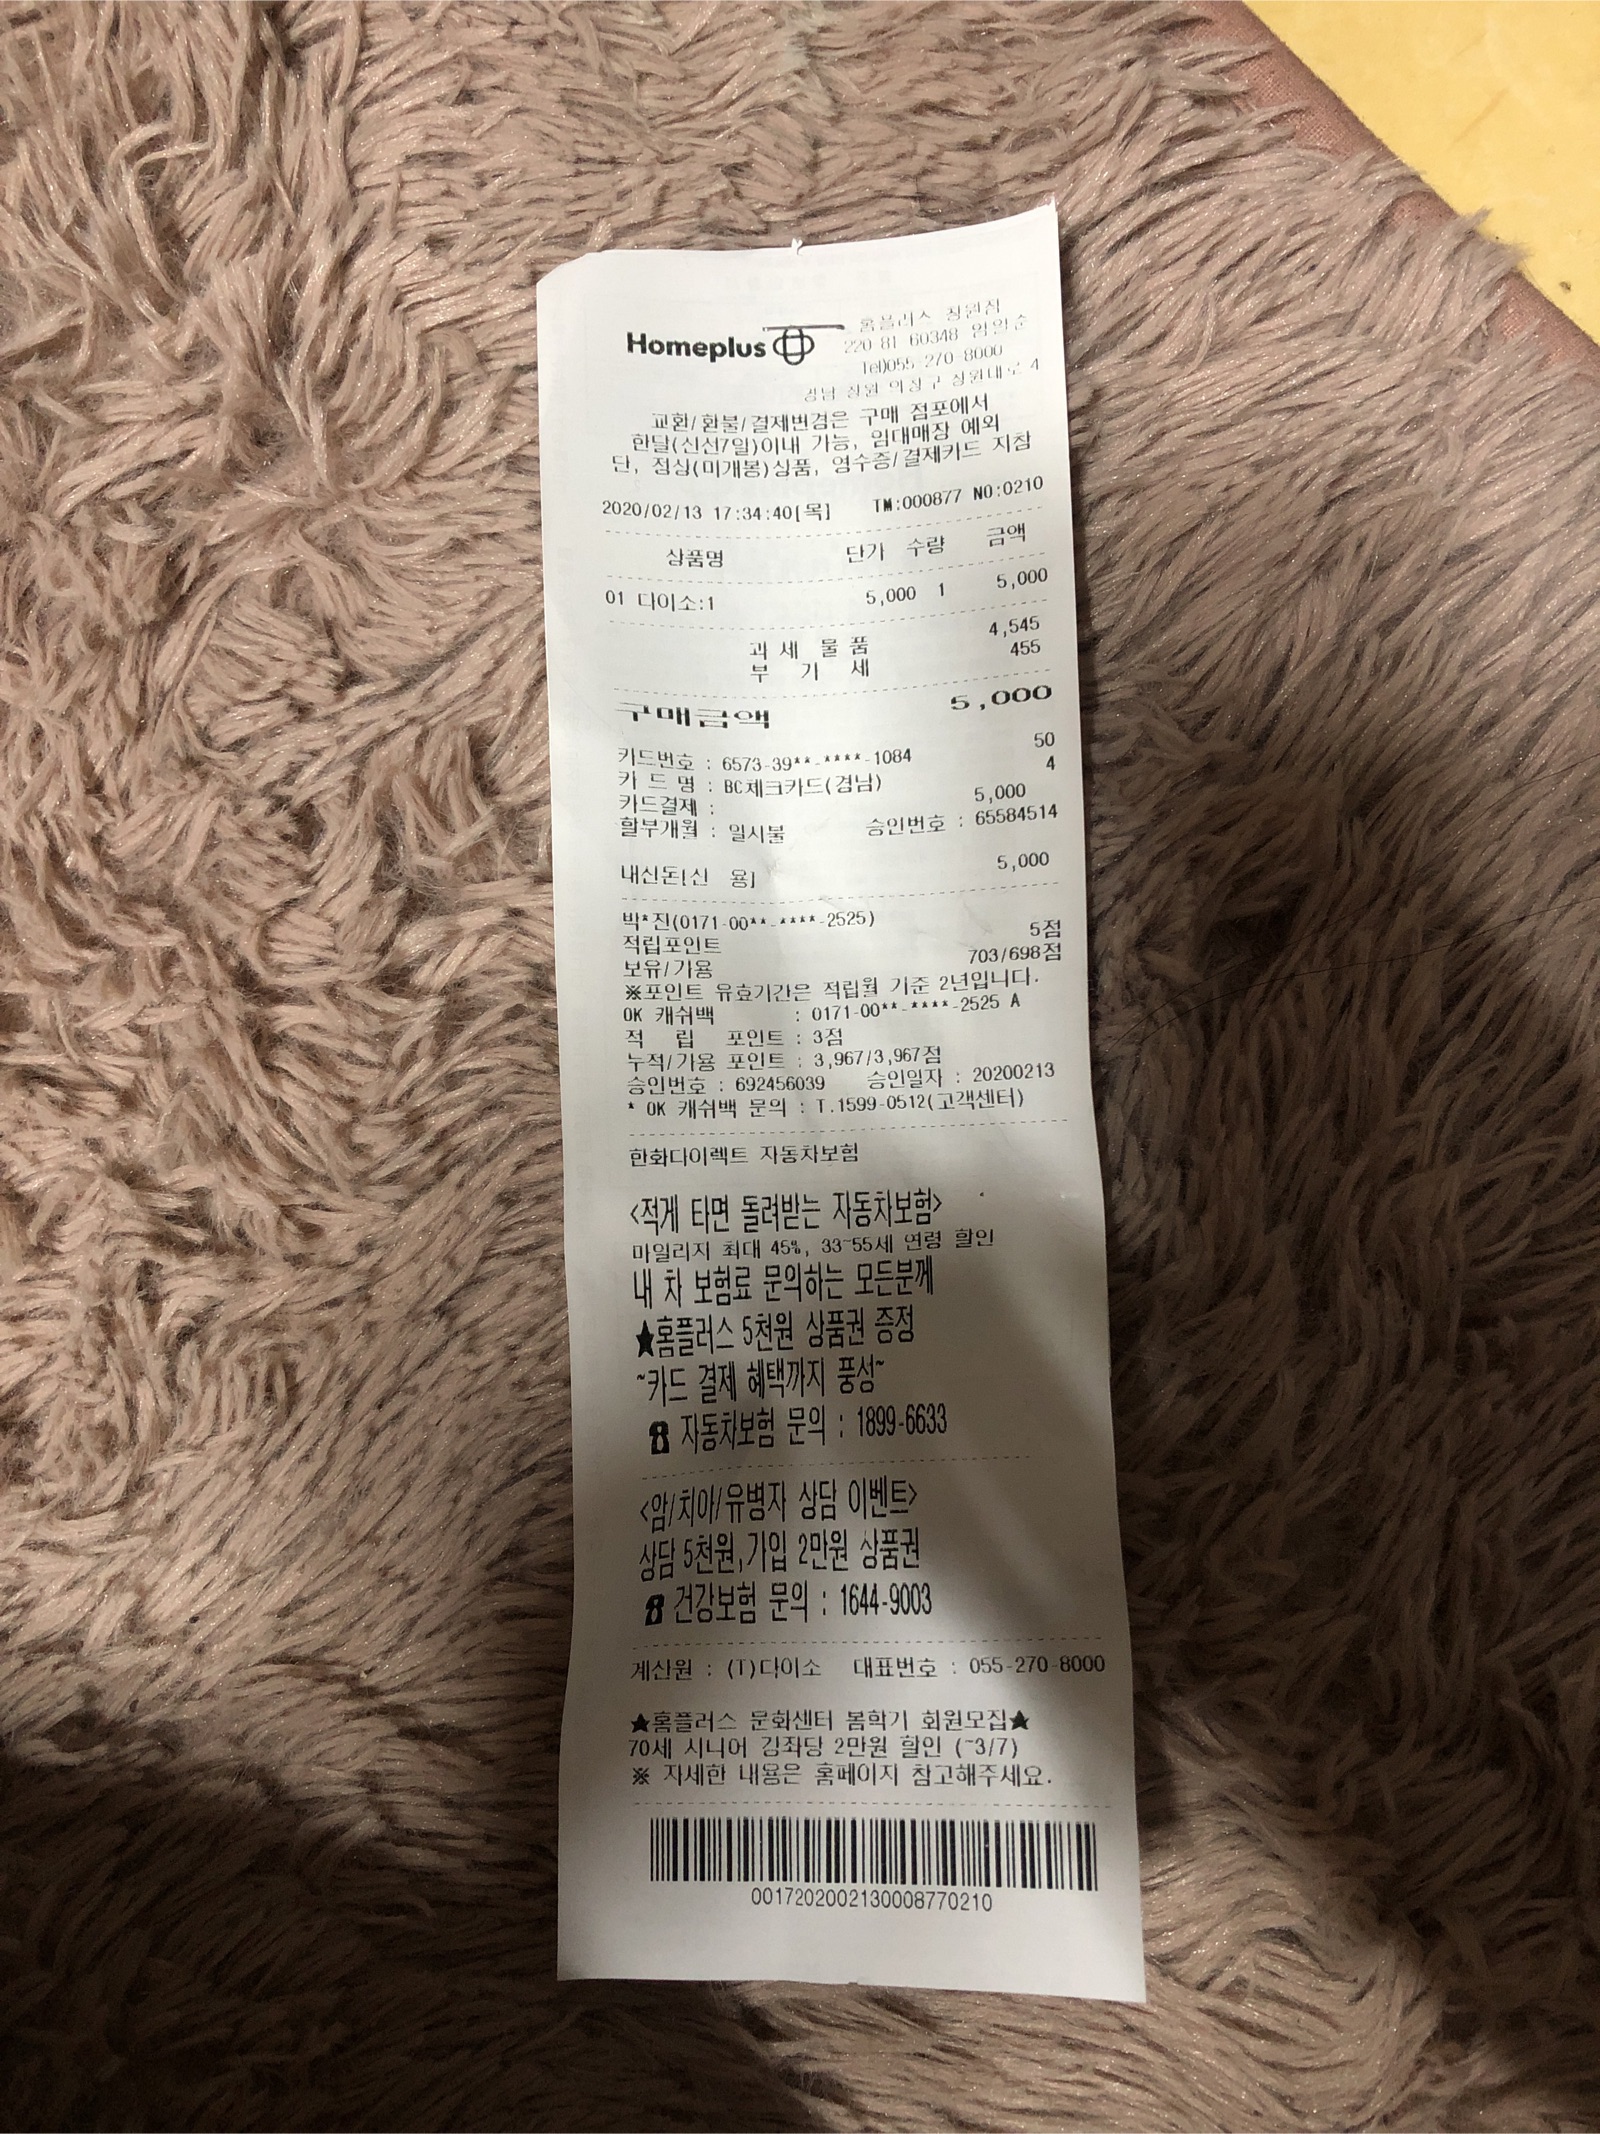 Homeplus
홈플러스 창원점
220-81-60348 임일순
Tel)055-270-8000
경남 창원 의창구 창원대로 4
교환/환불/결제변경은 구매 점포에서
한달(신선7일)이내 가능, 임대매장 예외
단, 정상(미개봉)상품, 영수증/결제카드 지참
2020/02/13 17:34:40[목] TM:000877 NO:0210
상품명 단가 수량 금액
01 다이소:1 5,000 1 5,000
과 세 물 품 4,545
부 가 세 455
구매금액 5,000
50
카드번호 : 6573-39**-****-1084 4
카 드 명 : BC체크카드(경남)
카드결제 : 5,000
할부개월 : 일시불 승인번호 : 65584514
내신돈[신 용] 5,000
박*진(0171-00**-****-2525)
적립포인트 5점
보유/가용 703/698점
※포인트 유효기간은 적립월 기준 2년입니다.
OK 캐쉬백 : 0171-00**-****-2525 A
적 립 포인트 : 3점
누적/가용 포인트 : 3,967/3,967점
승인번호 : 692456039 승인일자 : 20200213
* OK 캐쉬백 문의 : T.1599-0512(고객센터)
한화다이렉트 자동차보험
<적게 타면 돌려받는 자동차보험>
마일리지 최대 45%, 33~55세 연령 할인
내 차 보험료 문의하는 모든분께
★홈플러스 5천원 상품권 증정
~카드 결제 혜택까지 풍성~
☎ 자동차보험 문의 : 1899-6633
<암/치아/유병자 상담 이벤트>
상담 5천원,가입 2만원 상품권
☎ 건강보험 문의 : 1644-9003
계산원 : (T)다이소 대표번호 : 055-270-8000
★홈플러스 문화센터 봄학기 회원모집★
70세 시니어 강좌당 2만원 할인 (~3/7)
※ 자세한 내용은 홈페이지 참고해주세요.
0017202002130008770210